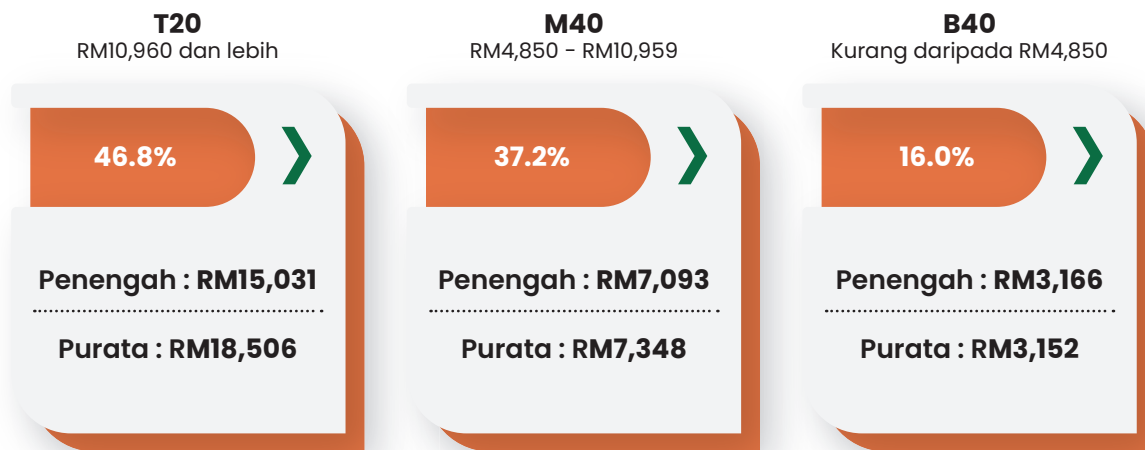 T20
RM10,960 dan lebih
46.8%
Penengah : RM15,031
Purata : RM18,506
M40
RM4,850 - RM10,959
37.2%
Penengah : RM7,093
Purata : RM7,348
B40
Kurang daripada RM4,850
16.0%
Penengah : RM3,166
Purata : RM3,152